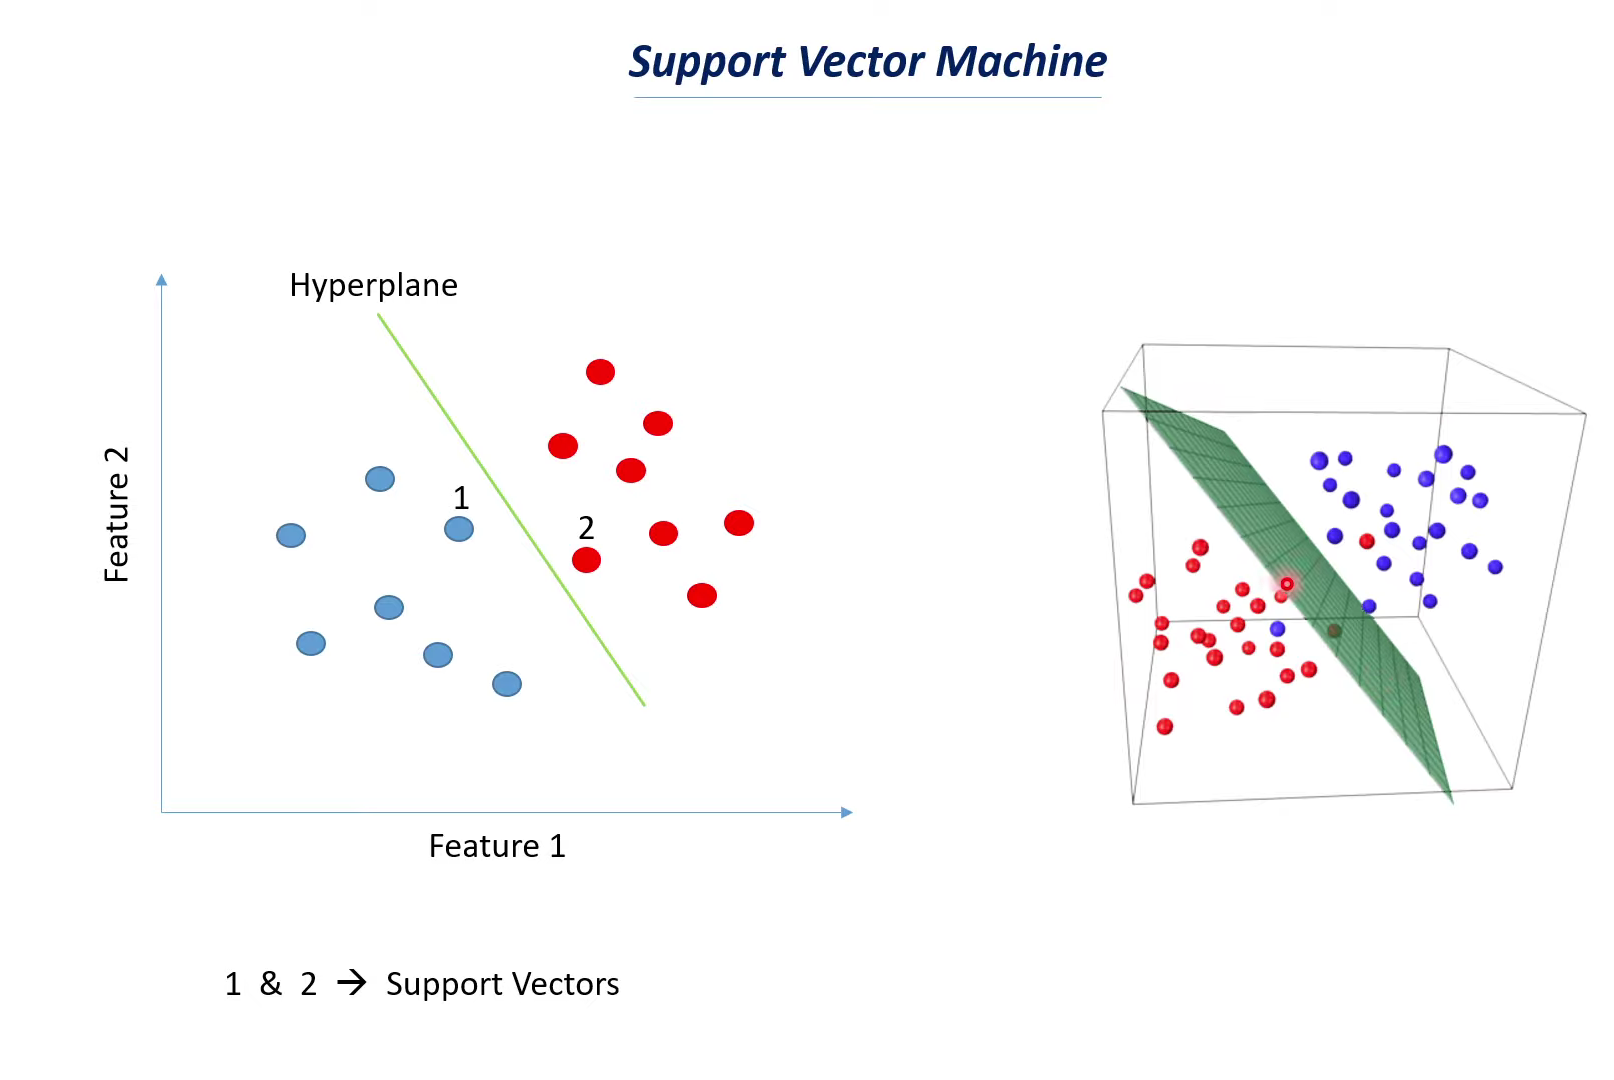 Support Vector Machine
Hyperplane
1
2
Feature 2
Feature 1
1 & 2 → Support Vectors